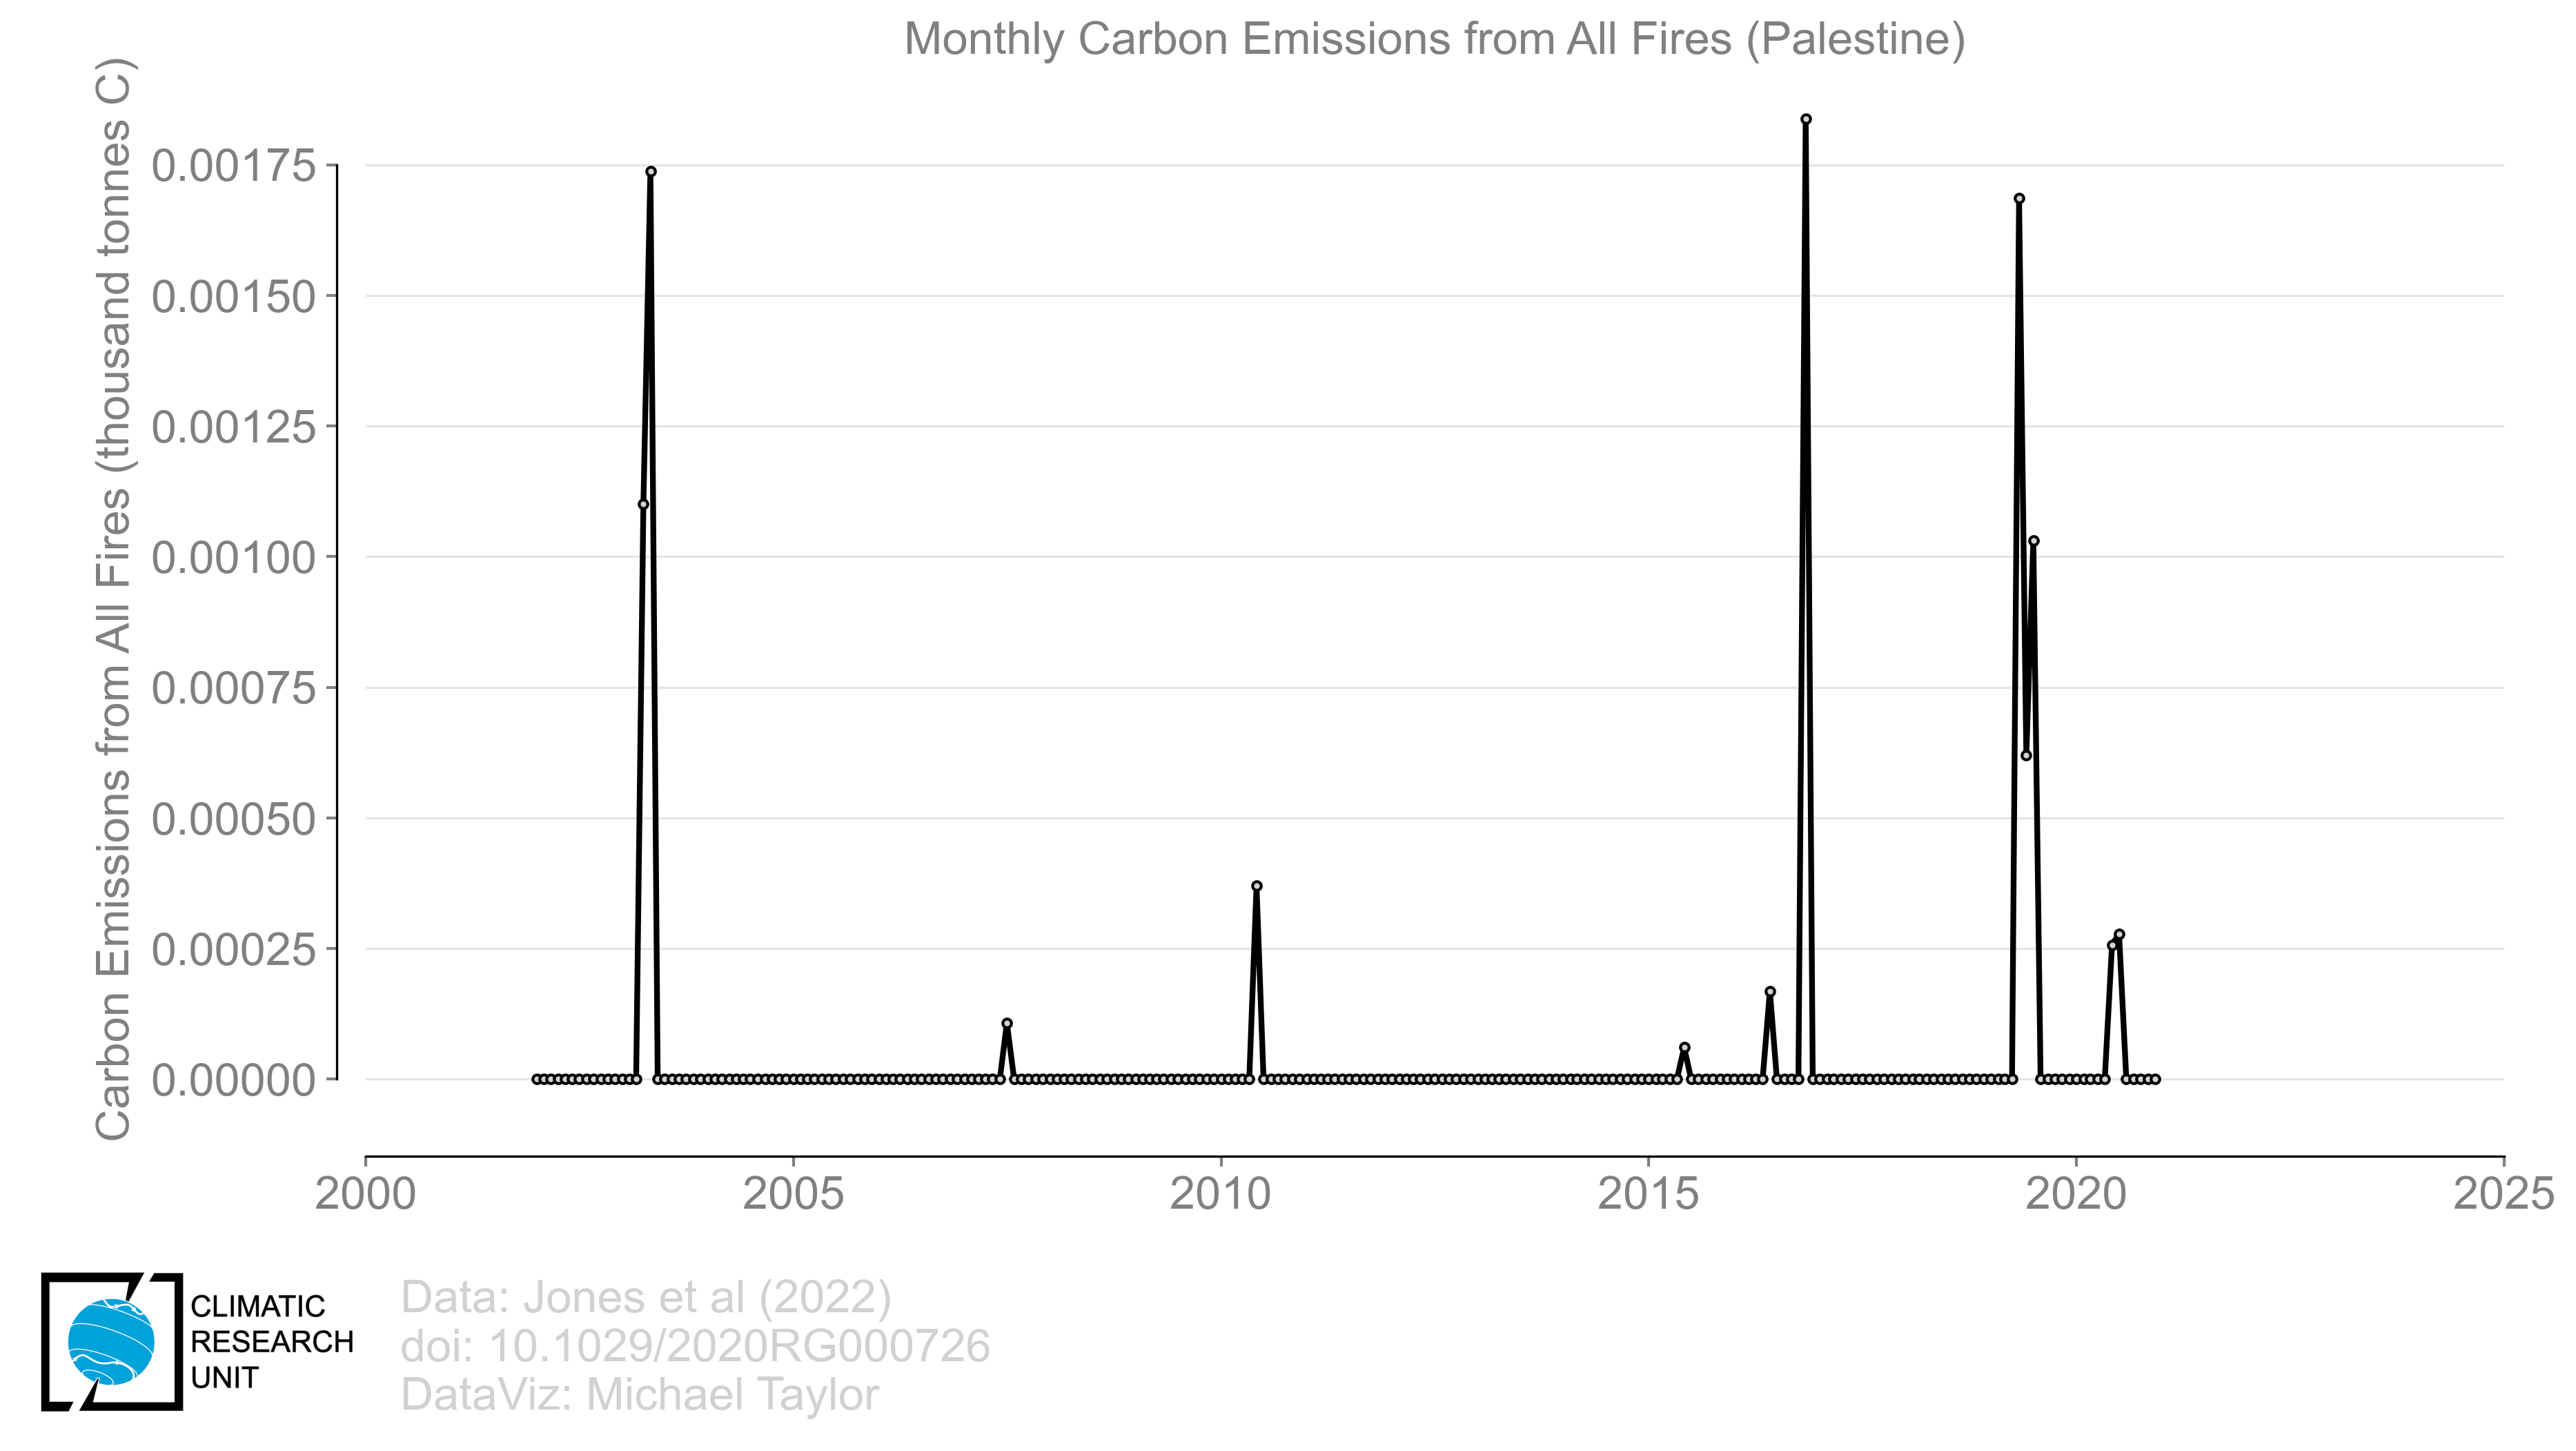 Monthly Carbon Emissions from All Fires (Palestine)
Carbon Emissions from All Fires (thousand tonnes C)
0.00175
0.00150
0.00125
0.00100
0.00075
0.00050
0.00025
0.00000
2000
2005
2010
2015
2020
2025
CLIMATIC
RESEARCH
UNIT
Data: Jones et al (2022)
doi: 10.1029/2020RG000726
DataViz: Michael Taylor